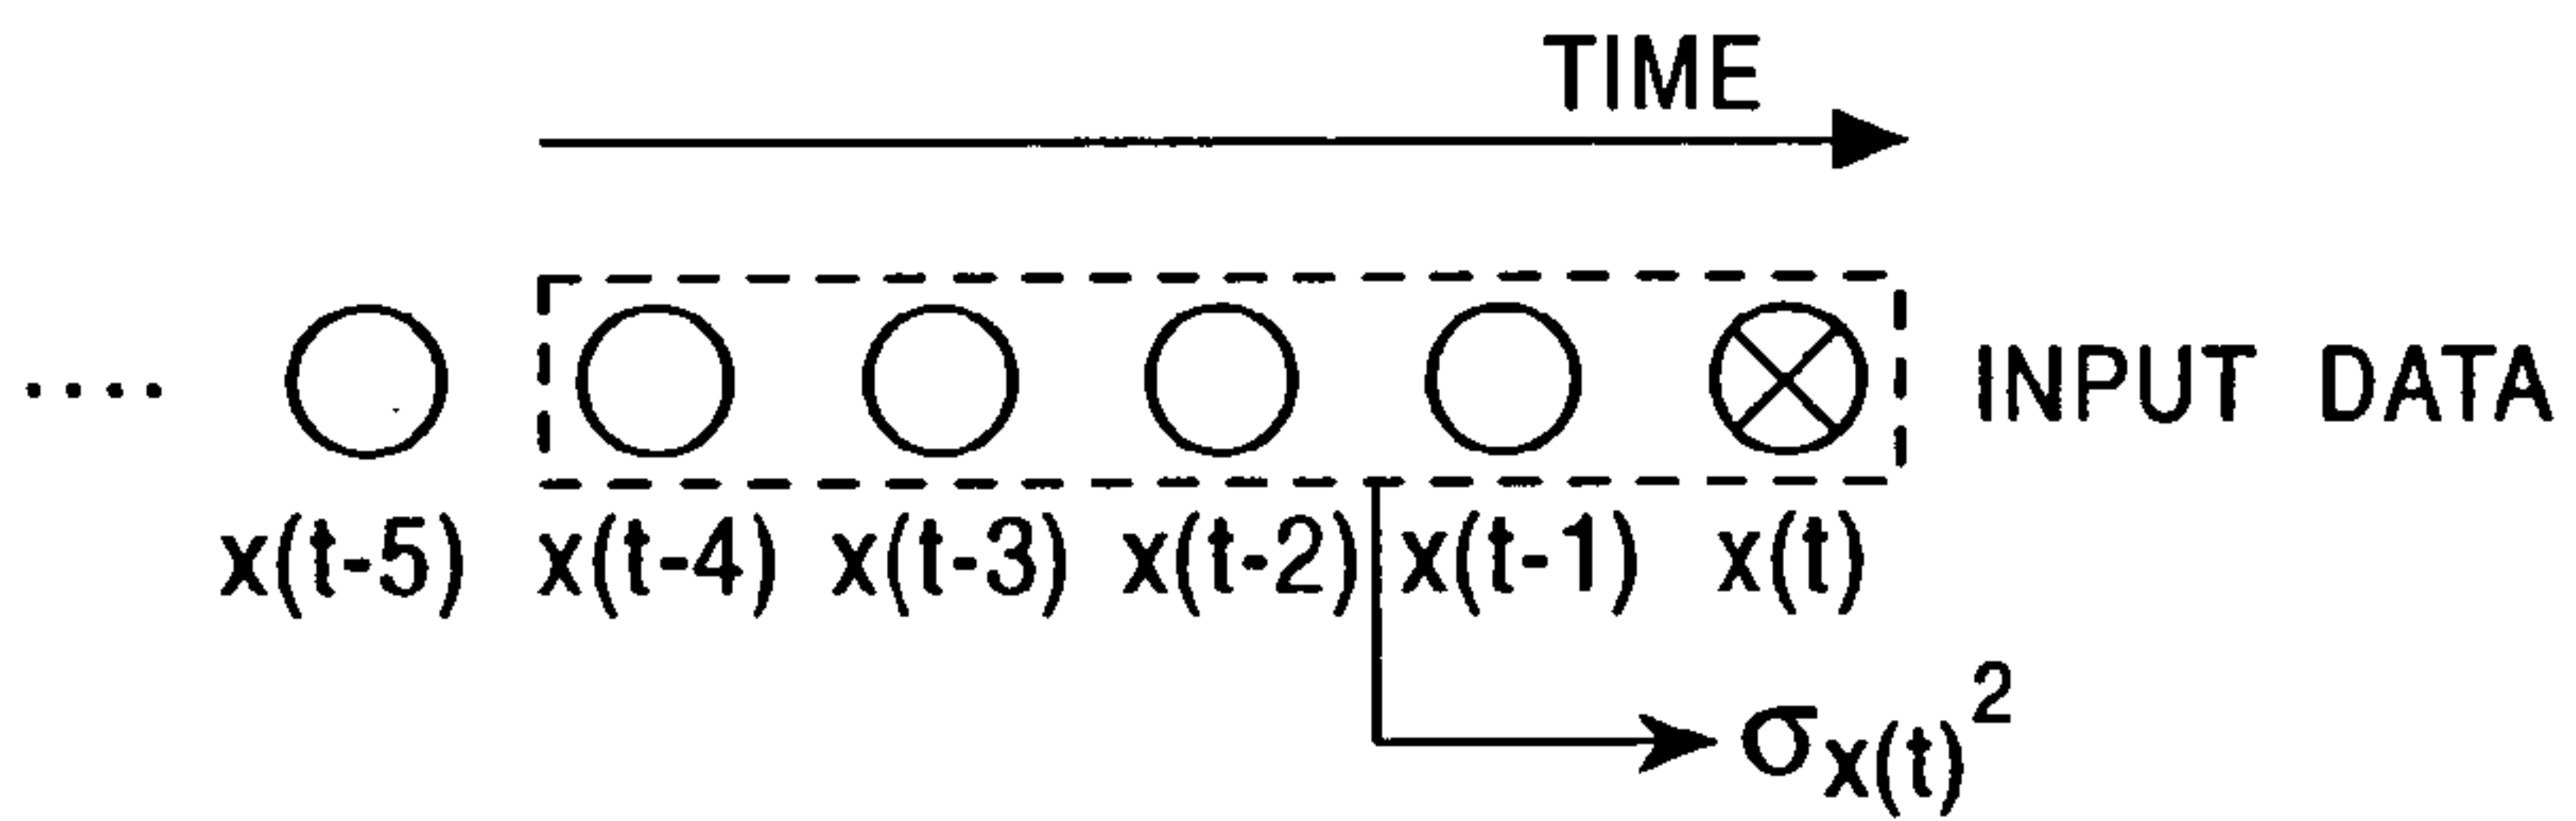 TIME
.... INPUT DATA
x(t-5) x(t-4) x(t-3) x(t-2) x(t-1) x(t)
σx(t)²